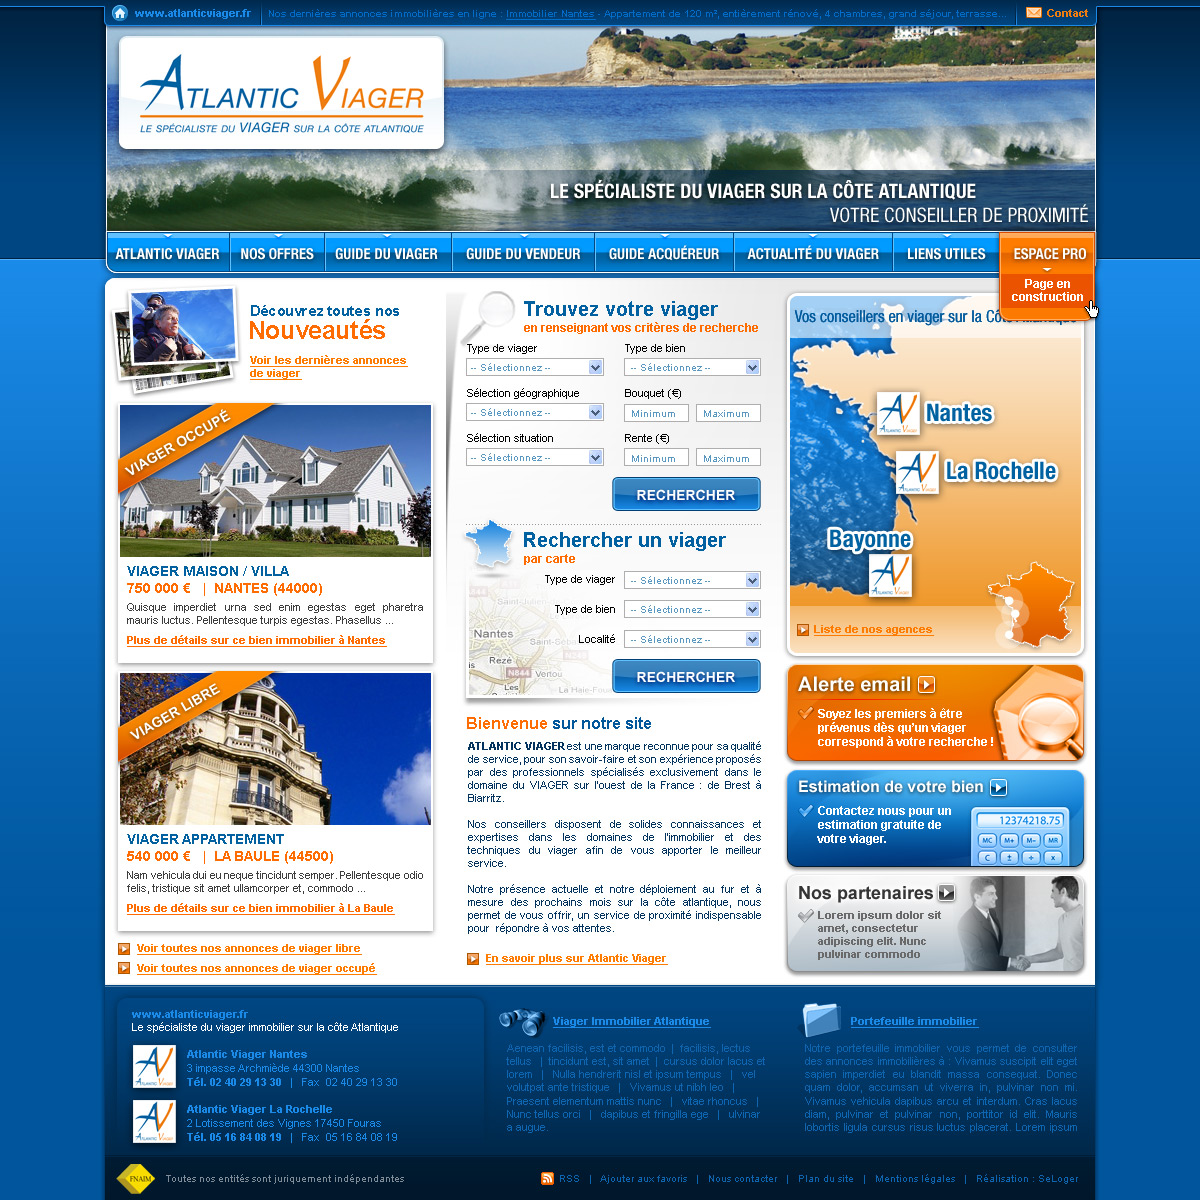 www.atlanticviager.fr
Nos dernières annonces immobilières en ligne : Immobilier Nantes - Appartement de 120 m², entièrement rénové, 4 chambres, grand séjour, terrasse...
Contact
ATLANTIC VIAGER
LE SPÉCIALISTE DU VIAGER SUR LA CÔTE ATLANTIQUE
LE SPÉCIALISTE DU VIAGER SUR LA CÔTE ATLANTIQUE
VOTRE CONSEILLER DE PROXIMITÉ
ATLANTIC VIAGER
NOS OFFRES
GUIDE DU VIAGER
GUIDE DU VENDEUR
GUIDE ACQUÉREUR
ACTUALITÉ DU VIAGER
LIENS UTILES
ESPACE PRO
Page en
construction
Découvrez toutes nos
Nouveautés
Voir les dernières annonces
de viager
VIAGER OCCUPÉ
VIAGER MAISON / VILLA
750 000 € | NANTES (44000)
Quisque imperdiet urna sed enim egestas eget pharetra
mauris luctus. Pellentesque turpis egestas. Phasellus ...
Plus de détails sur ce bien immobilier à Nantes
VIAGER LIBRE
VIAGER APPARTEMENT
540 000 € | LA BAULE (44500)
Nam vehicula dui eu neque tincidunt semper. Pellentesque odio
felis, tristique sit amet ullamcorper et, commodo ...
Plus de détails sur ce bien immobilier à La Baule
Voir toutes nos annonces de viager libre
Voir toutes nos annonces de viager occupé
Trouvez votre viager
en renseignant vos critères de recherche
Type de viager
Type de bien
-- Sélectionnez --
-- Sélectionnez --
Sélection géographique
Bouquet (€)
-- Sélectionnez --
Minimum
Maximum
Sélection situation
Rente (€)
-- Sélectionnez --
Minimum
Maximum
RECHERCHER
Rechercher un viager
par carte
Type de viager
-- Sélectionnez --
Type de bien
-- Sélectionnez --
Localité
-- Sélectionnez --
Nantes
Rezé
N844
Vertou
Les
La Haie-Foua
RECHERCHER
Bienvenue sur notre site
ATLANTIC VIAGER est une marque reconnue pour sa qualité
de service, pour son savoir-faire et son expérience proposés
par des professionnels spécialisés exclusivement dans le
domaine du VIAGER sur l'ouest de la France : de Brest à
Biarritz.
Nos conseillers disposent de solides connaissances et
expertises dans les domaines de l'immobilier et des
techniques du viager afin de vous apporter le meilleur
service.
Notre présence actuelle et notre déploiement au fur et à
mesure des prochains mois sur la côte atlantique, nous
permet de vous offrir, un service de proximité indispensable
pour répondre à vos attentes.
En savoir plus sur Atlantic Viager
Vos conseillers en viager sur la Côte Atlantique
AV ATLANTIC VIAGER
Nantes
AV ATLANTIC VIAGER
La Rochelle
Bayonne
AV ATLANTIC VIAGER
Liste de nos agences
Alerte email
Soyez les premiers à être
prévenus dès qu'un viager
correspond à votre recherche !
Estimation de votre bien
Contactez nous pour un
estimation gratuite de
votre viager.
12374218.75
MC M+ M- MR
C ± ÷ x
Nos partenaires
Lorem ipsum dolor sit
amet, consectetur
adipiscing elit. Nunc
pulvinar commodo
www.atlanticviager.fr
Le spécialiste du viager immobilier sur la côte Atlantique
AV ATLANTIC VIAGER
Atlantic Viager Nantes
3 impasse Archmiède 44300 Nantes
Tél. 02 40 29 13 30 | Fax 02 40 29 13 30
AV ATLANTIC VIAGER
Atlantic Viager La Rochelle
2 Lotissement des Vignes 17450 Fouras
Tél. 05 16 84 08 19 | Fax 05 16 84 08 19
Viager Immobilier Atlantique
Aenean facilisis, est et commodo | facilisis, lectus
tellus | tincidunt est, sit amet | cursus dolor lacus et
lorem | Nulla hendrerit nisl et ipsum tempus | vel
volutpat ante tristique | Vivamus ut nibh leo |
Praesent elementum mattis nunc | vitae rhoncus |
Nunc tellus orci | dapibus et fringilla ege | ulvinar
a augue.
Portefeuille immobilier
Notre portefeuille immobilier vous permet de consulter
des annonces immobilières à : Vivamus suscipit elit eget
sapien imperdiet eu blandit massa consequat. Donec
quam dolor, accumsan ut viverra in, pulvinar non mi.
Vivamus vehicula dapibus arcu et interdum. Cras lacus
diam, pulvinar et pulvinar non, porttitor id elit. Mauris
lobortis ligula cursus risus luctus placerat. Lorem ipsum
FNAIM
Toutes nos entités sont juriquement indépendantes
RSS | Ajouter aux favoris | Nous contacter | Plan du site | Mentions légales | Réalisation : SeLoger